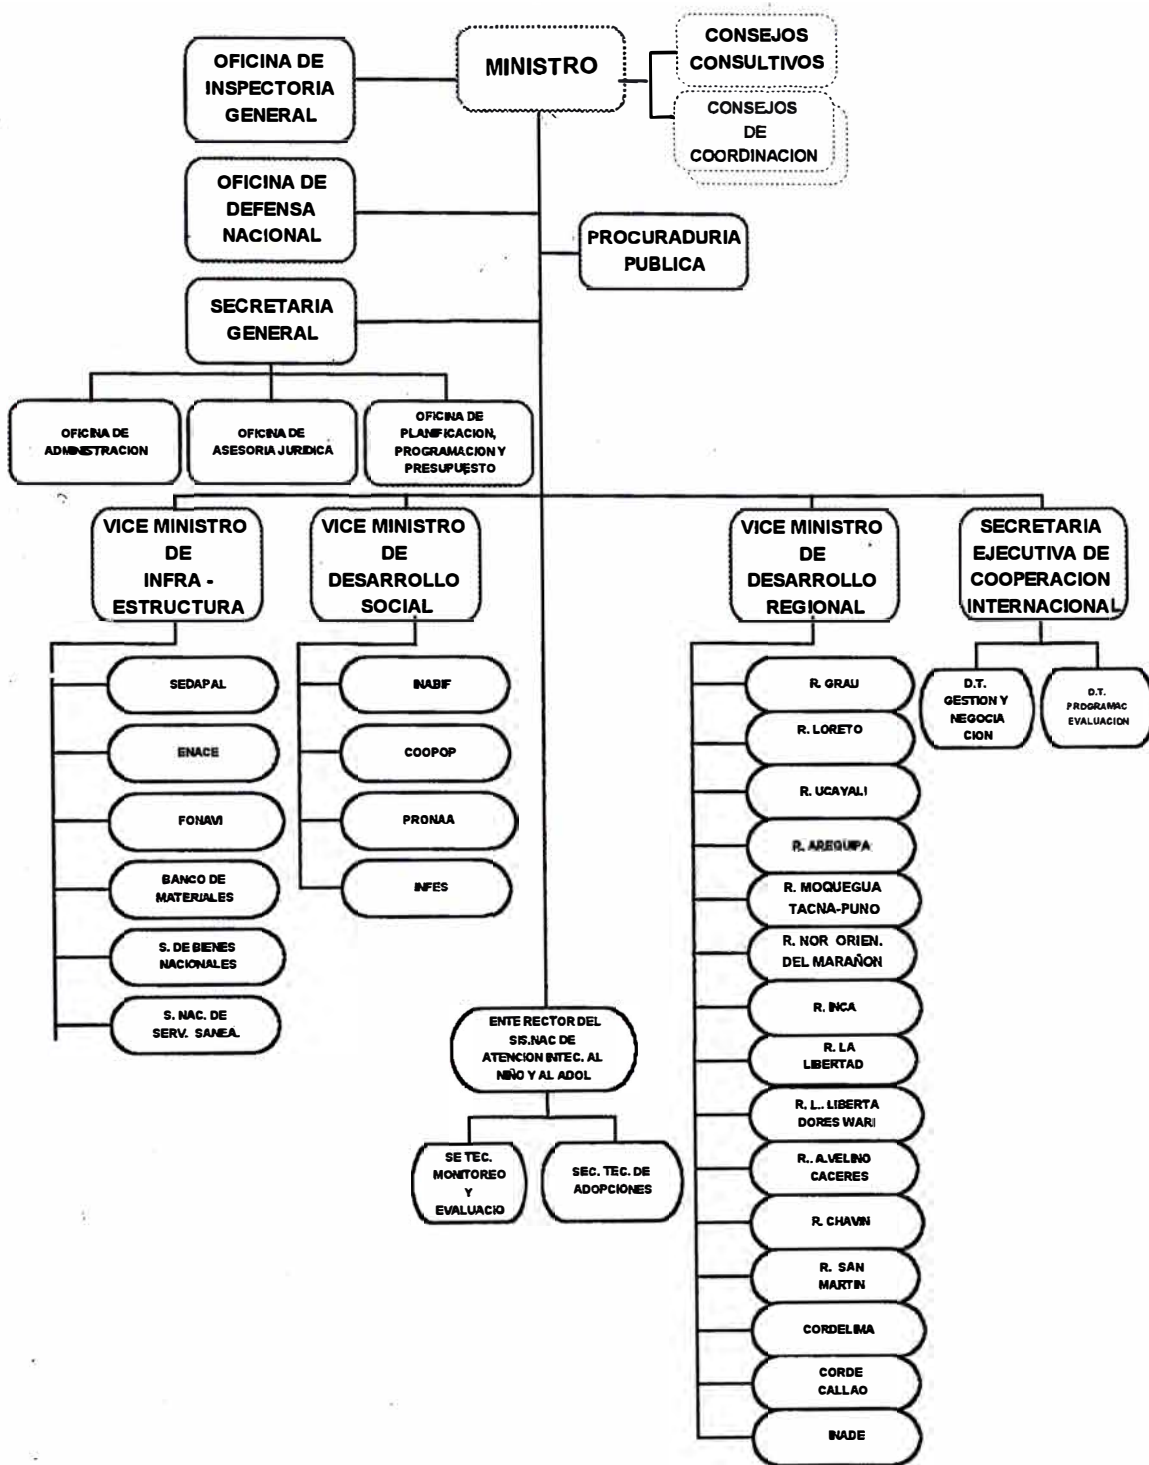 OFICINA DE
INSPECTORIA
GENERAL
MINISTRO
CONSEJOS
CONSULTIVOS
CONSEJOS
DE
COORDINACION
OFICINA DE
DEFENSA
NACIONAL
PROCURADURIA
PUBLICA
SECRETARIA
GENERAL
OFICINA DE
ADMINISTRACION
OFICINA DE
ASESORIA JURIDICA
OFICINA DE
PLANIFICACION,
PROGRAMACION Y
PRESUPUESTO
VICE MINISTRO
DE
INFRA -
ESTRUCTURA
VICE MINISTRO
DE
DESARROLLO
SOCIAL
VICE MINISTRO
DE
DESARROLLO
REGIONAL
SECRETARIA
EJECUTIVA DE
COOPERACION
INTERNACIONAL
SEDAPAL
ENACE
FONAVI
BANCO DE
MATERIALES
S. DE BIENES
NACIONALES
S. NAC. DE
SERV. SANEA.
INABIF
COOPOP
PRONAA
INFES
ENTE RECTOR DEL
SIS.NAC DE
ATENCION INTEC. AL
NIÑO Y AL ADOL
SE TEC.
MONITOREO
Y
EVALUACIO
SEC. TEC. DE
ADOPCIONES
R. GRAU
R. LORETO
R. UCAYALI
R. AREQUIPA
R. MOQUEGUA
TACNA-PUNO
R. NOR ORIEN.
DEL MARAÑON
R. INCA
R. LA
LIBERTAD
R. L. LIBERTA
DORES WARI
R.. A.VELINO
CACERES
R. CHAVIN
R. SAN
MARTIN
CORDELIMA
CORDE
CALLAO
INADE
D.T.
GESTION Y
NEGOCIA
CION
D.T.
PROGRAMAC
EVALUACION